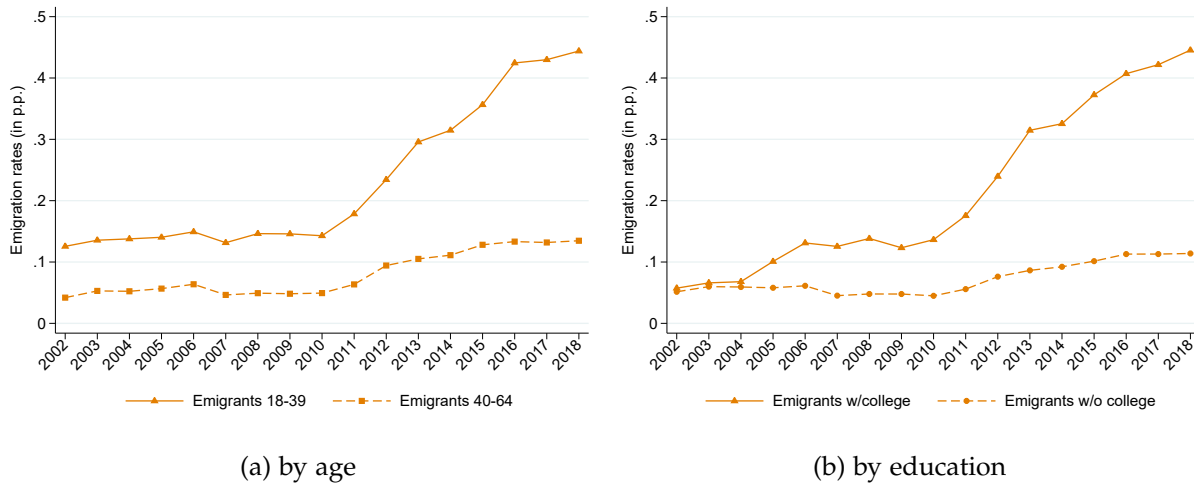 Emigration rates (in p.p.)
.5
.4
.3
.2
.1
0
2002 2003 2004 2005 2006 2007 2008 2009 2010 2011 2012 2013 2014 2015 2016 2017 2018
Emigrants 18-39 Emigrants 40-64
(a) by age
Emigration rates (in p.p.)
.5
.4
.3
.2
.1
0
2002 2003 2004 2005 2006 2007 2008 2009 2010 2011 2012 2013 2014 2015 2016 2017 2018
Emigrants w/college Emigrants w/o college
(b) by education